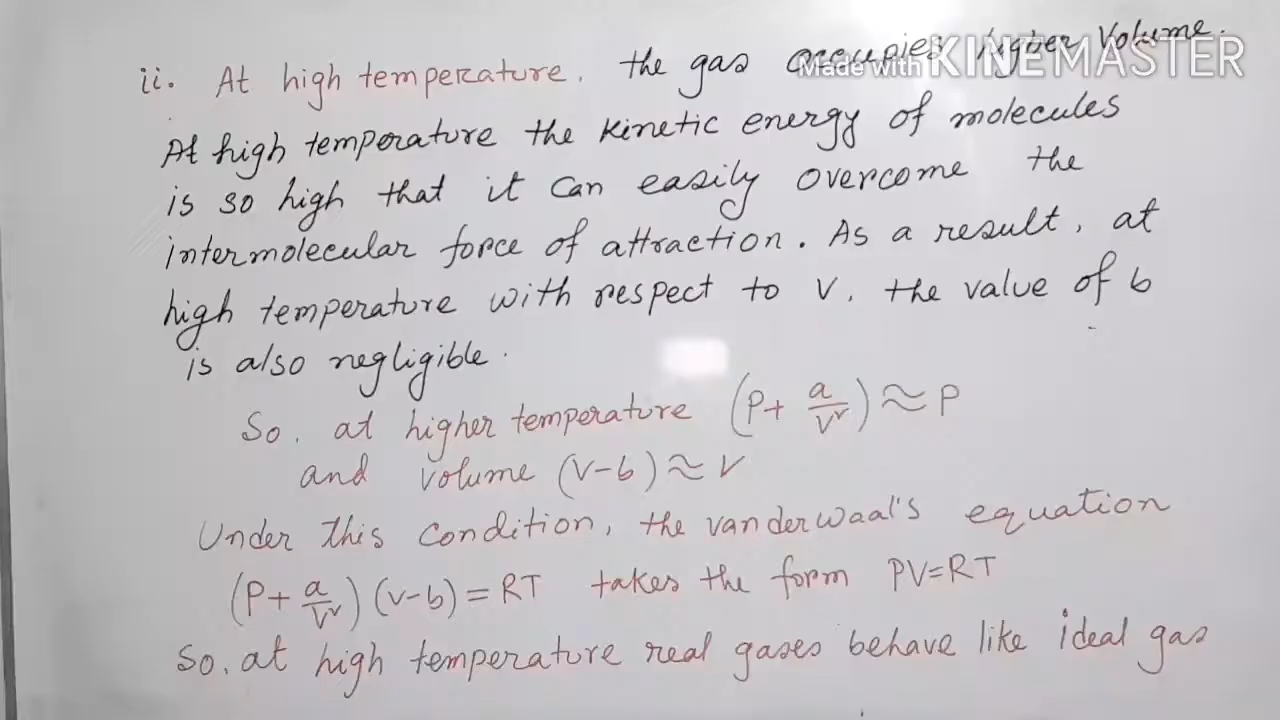 ii. At high temperature, the gas occupies higher Volume.
Made with KINEMASTER
At high temperature the kinetic energy of molecules
is so high that it can easily overcome the
intermolecular force of attraction. As a result, at
high temperature with respect to V, the value of b
is also negligible.
So, at higher temperature (P+ a/V²) ≈ P
and volume (V-b) ≈ V
Under this condition, the vanderwaal's equation
(P+ a/V²) (V-b) = RT takes the form PV=RT
So, at high temperature real gases behave like ideal gas